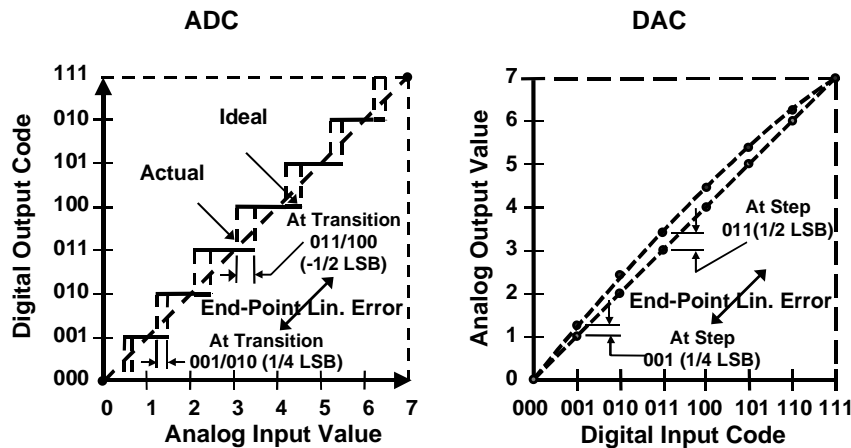 ADC
Digital Output Code
111
010
101
100
011
010
001
000
Ideal
Actual
At Transition
011/100
(-1/2 LSB)
End-Point Lin. Error
At Transition
001/010 (1/4 LSB)
0 1 2 3 4 5 6 7
Analog Input Value
DAC
Analog Output Value
7
6
5
4
3
2
1
0
At Step
011(1/2 LSB)
End-Point Lin. Error
At Step
001 (1/4 LSB)
000 001 010 011 100 101 110 111
Digital Input Code